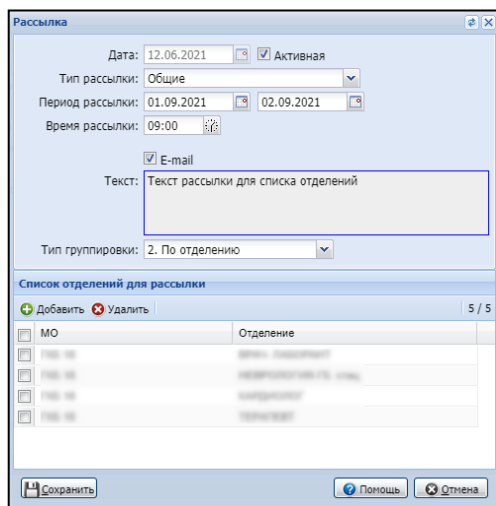 Рассылка
Дата: 12.06.2021 Активная
Тип рассылки: Общие
Период рассылки: 01.09.2021 02.09.2021
Время рассылки: 09:00
E-mail
Текст: Текст рассылки для списка отделений
Тип группировки: 2. По отделению
Список отделений для рассылки
Добавить Удалить 5 / 5
МО Отделение
Сохранить Помощь Отмена